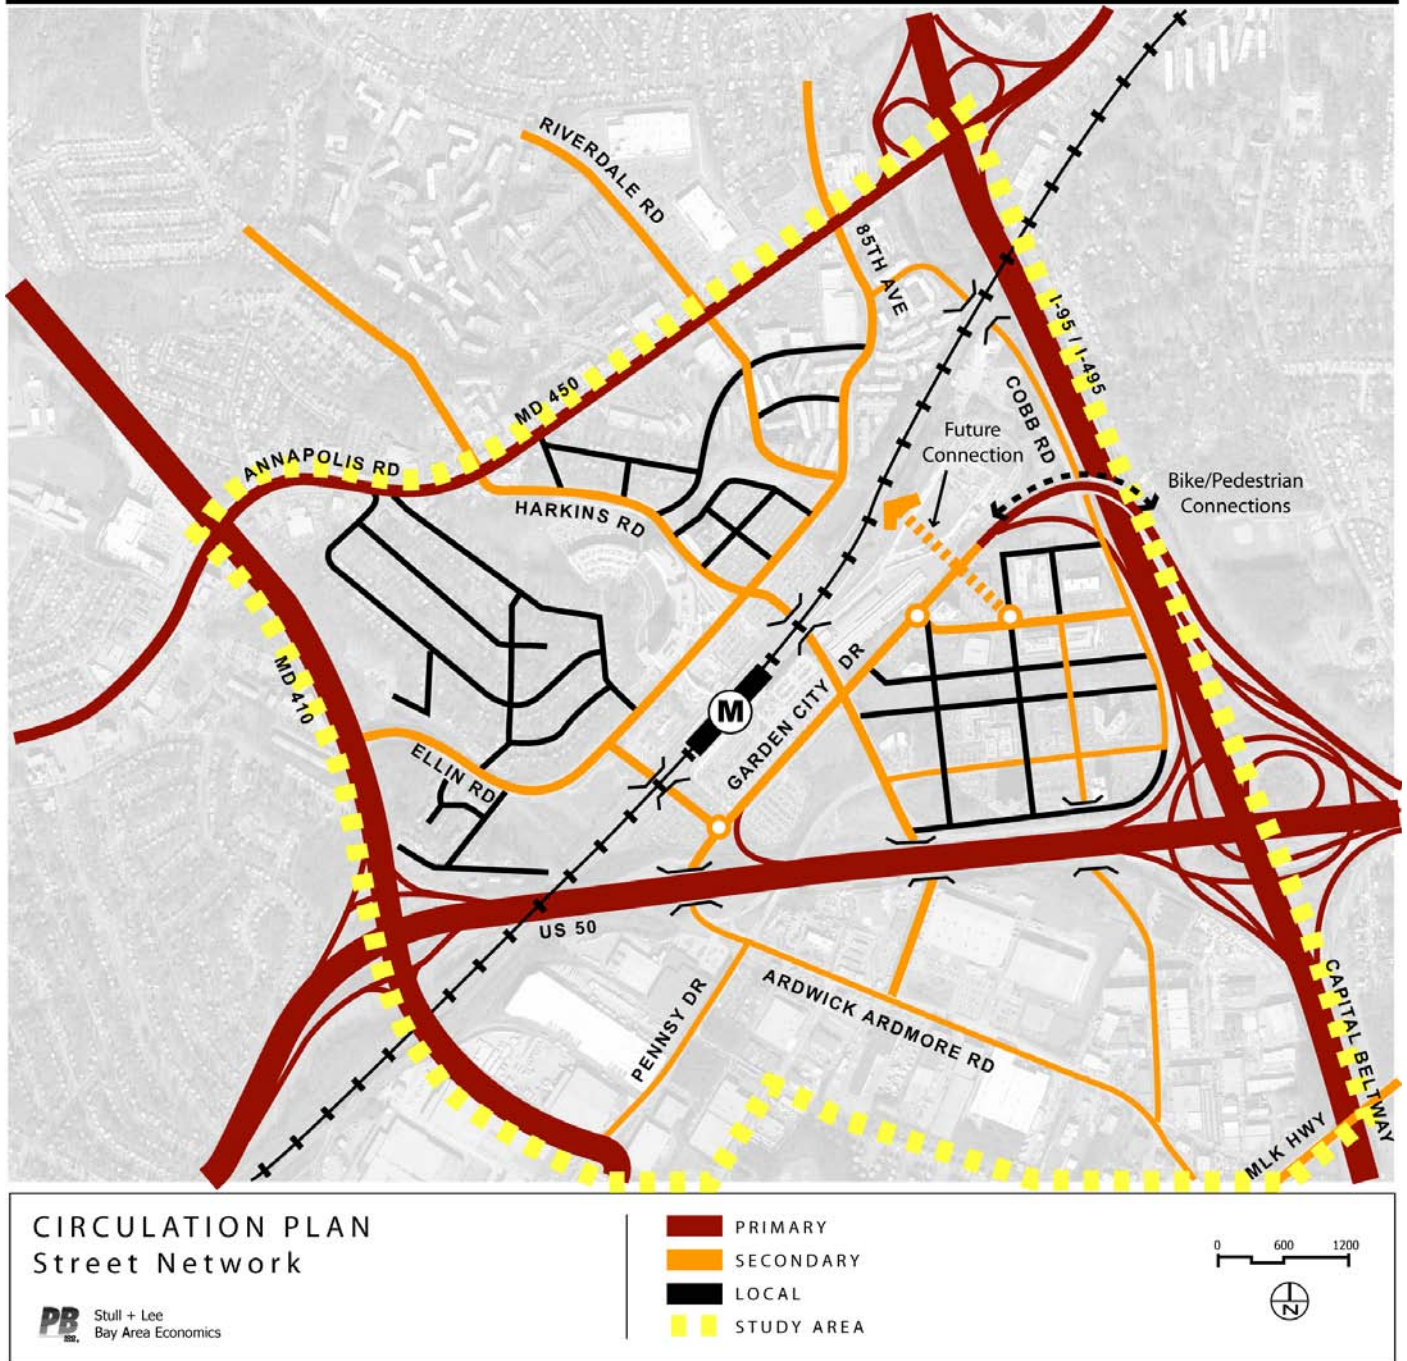 RIVERDALE RD
85TH AVE
I-95 / I-495
MD 450
COBB RD
Future
Connection
ANNAPOLIS RD
Bike/Pedestrian
Connections
HARKINS RD
MD 410
GARDEN CITY DR
M
ELLIN RD
US 50
PENNSY DR
ARDWICK ARDMORE RD
CAPITAL BELTWAY
MLK HWY
CIRCULATION PLAN
Street Network
PB
Stull + Lee
Bay Area Economics
PRIMARY
SECONDARY
LOCAL
STUDY AREA
0 600 1200
N